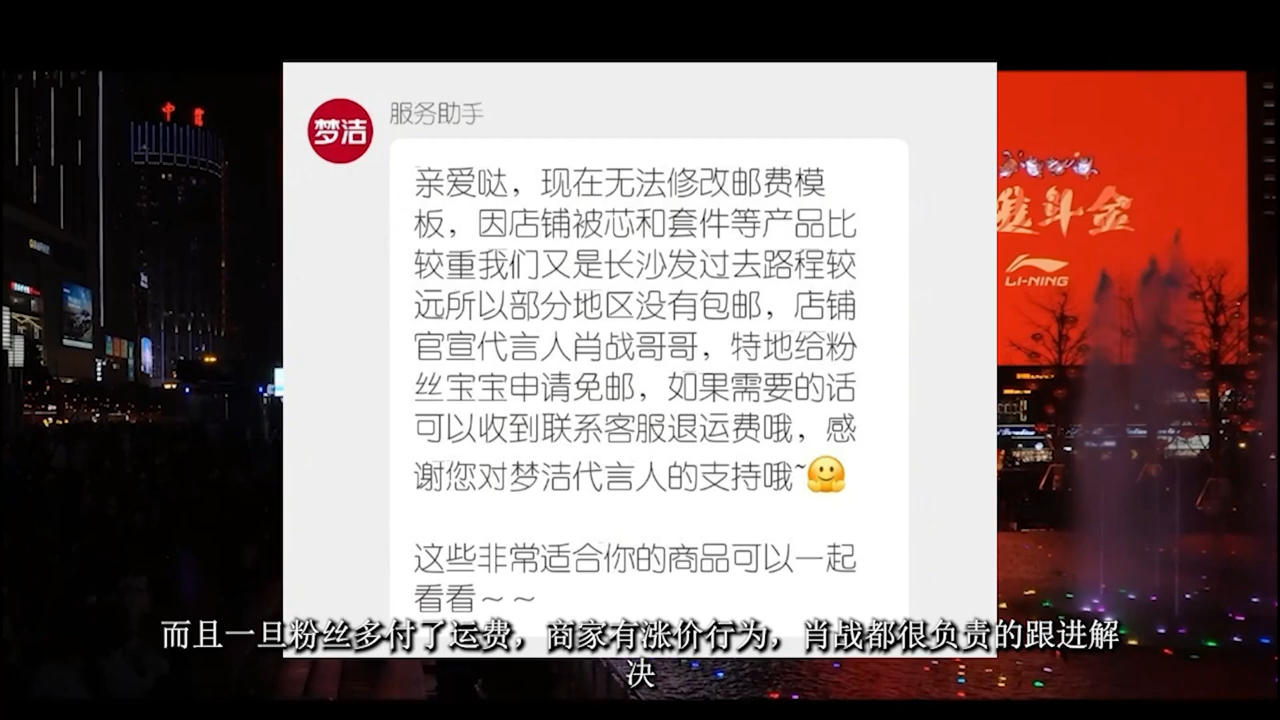 中信
服务助手
梦洁
亲爱哒，现在无法修改邮费模
板，因店铺被芯和套件等产品比
较重我们又是长沙发过去路程较
远所以部分地区没有包邮，店铺
官宣代言人肖战哥哥，特地给粉
丝宝宝申请免邮，如果需要的话
可以收到联系客服退运费哦，感
谢您对梦洁代言人的支持哦~
这些非常适合你的商品可以一起
看看～～
斗金
LI-NING
而且一旦粉丝多付了运费，商家有涨价行为，肖战都很负责的跟进解
决